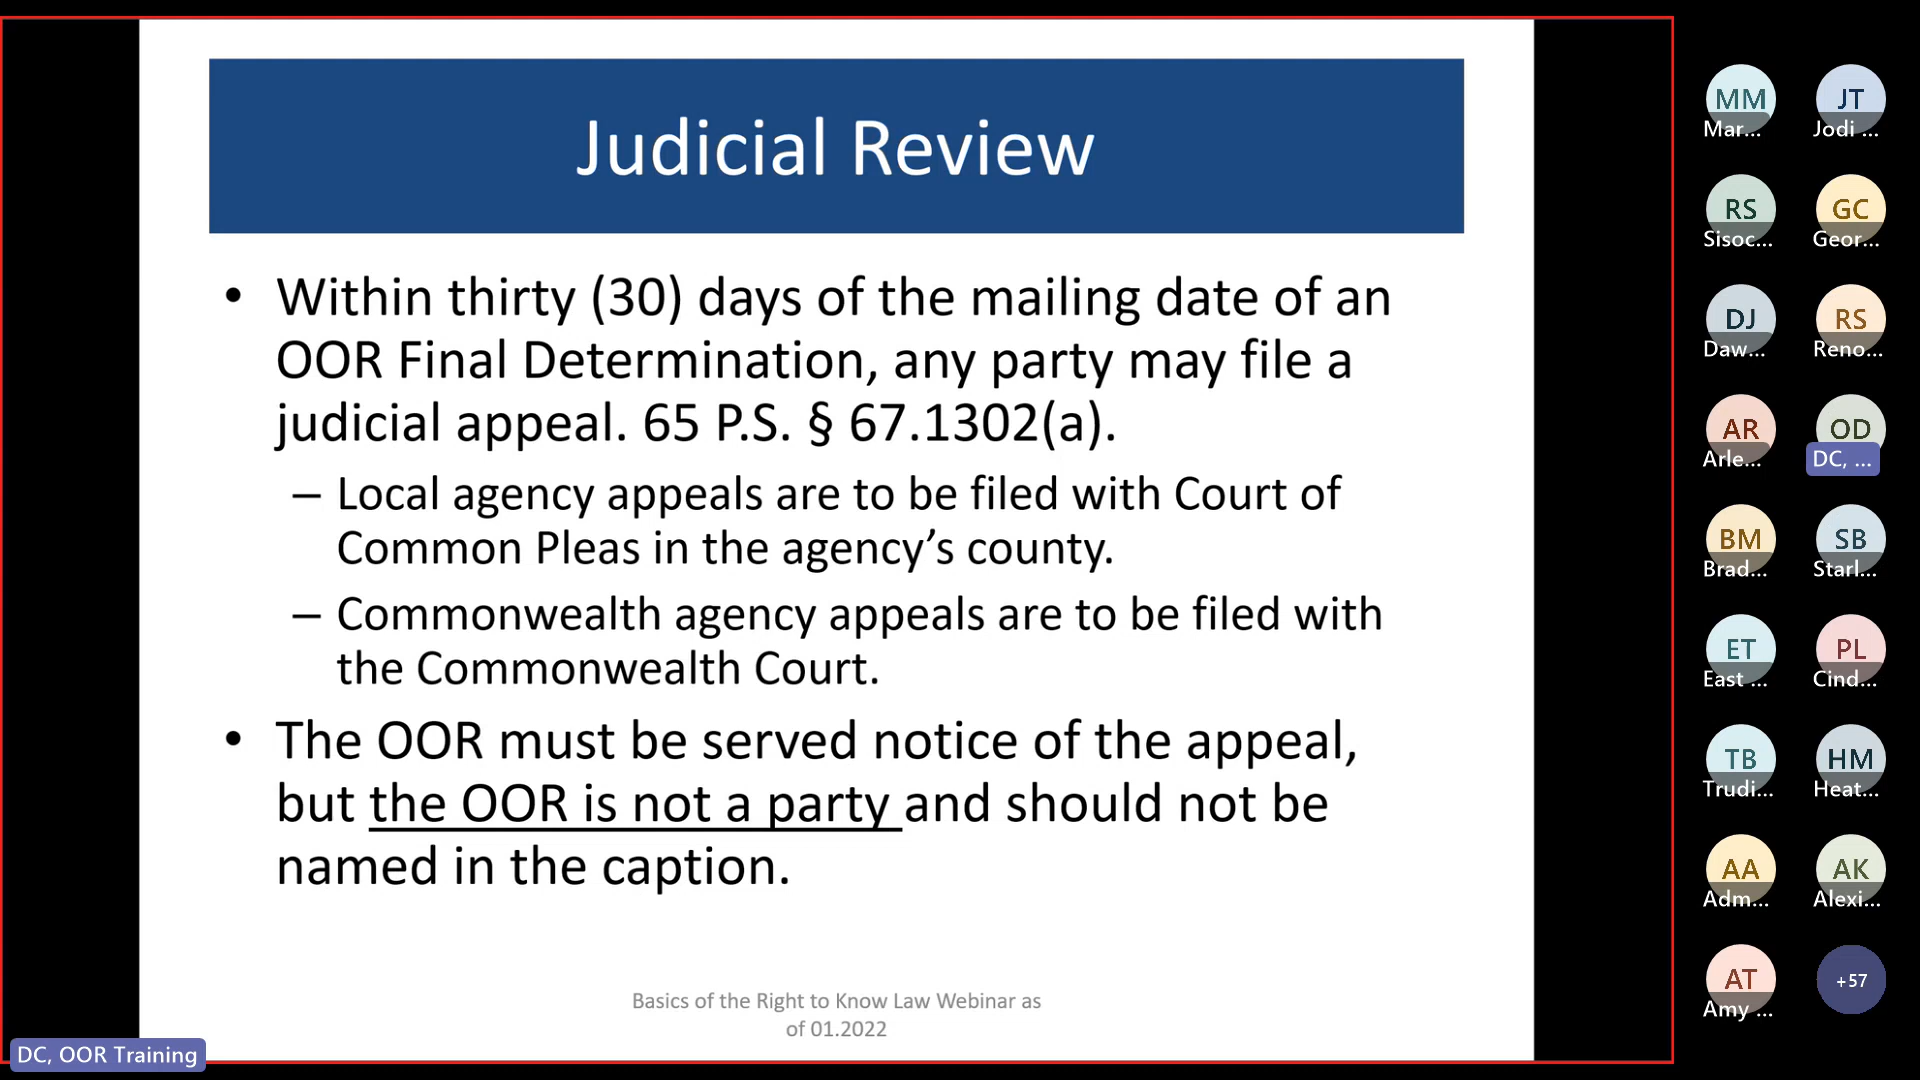 Judicial Review
• Within thirty (30) days of the mailing date of an
OOR Final Determination, any party may file a
judicial appeal. 65 P.S. § 67.1302(a).
– Local agency appeals are to be filed with Court of
Common Pleas in the agency’s county.
– Commonwealth agency appeals are to be filed with
the Commonwealth Court.
• The OOR must be served notice of the appeal,
but the OOR is not a party and should not be
named in the caption.
Basics of the Right to Know Law Webinar as
of 01.2022
DC, OOR Training
MM
Mar...
JT
Jodi ...
RS
Sisoc...
GC
Geor...
DJ
Daw...
RS
Reno...
AR
Arle...
OD
DC, ...
BM
Brad...
SB
Starl...
ET
East ...
PL
Cind...
TB
Trudi...
HM
Heat...
AA
Adm...
AK
Alexi...
AT
Amy ...
+57